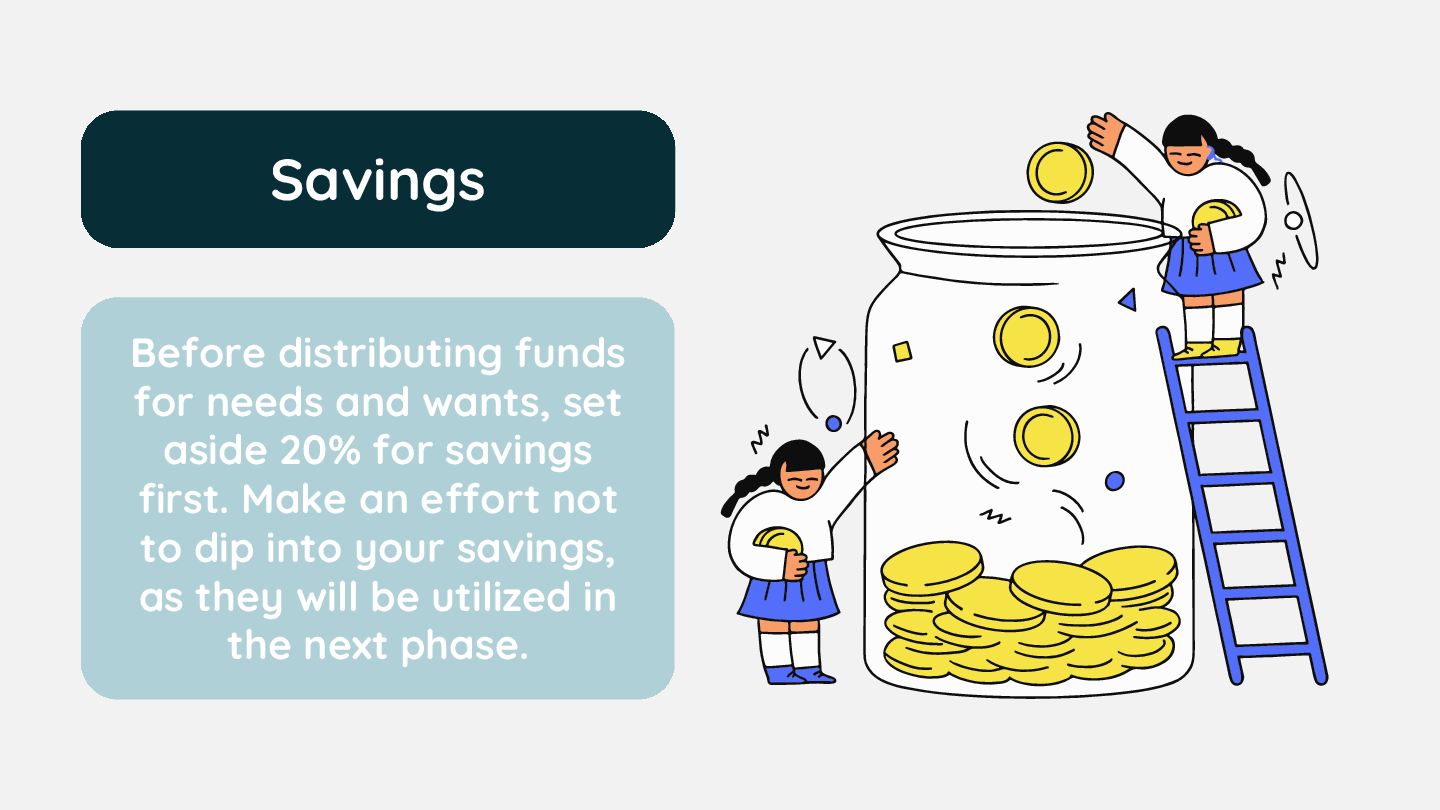 Savings
Before distributing funds
for needs and wants, set
aside 20% for savings
first. Make an effort not
to dip into your savings,
as they will be utilized in
the next phase.